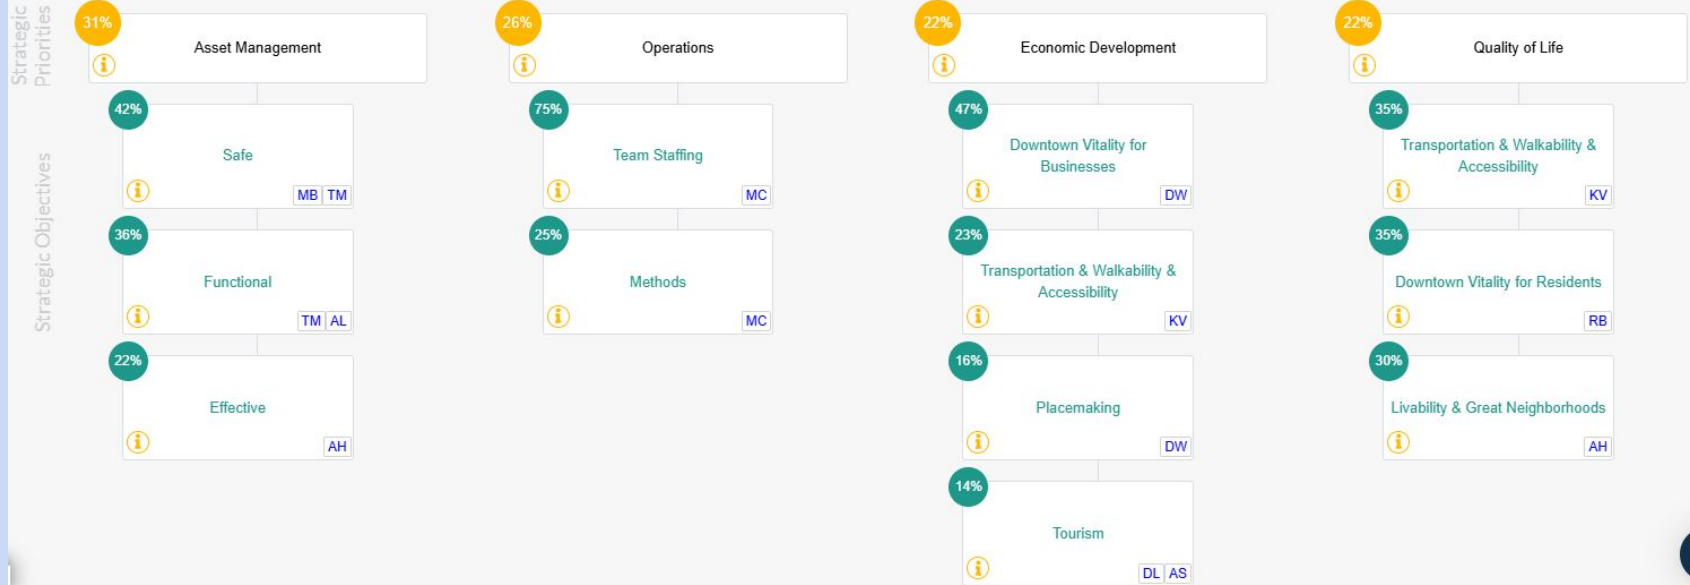 Strategic
Priorities
31%
Asset Management
26%
Operations
22%
Economic Development
22%
Quality of Life
Strategic Objectives
42%
Safe
MB TM
36%
Functional
TM AL
22%
Effective
AH
75%
Team Staffing
MC
25%
Methods
MC
47%
Downtown Vitality for
Businesses
DW
23%
Transportation & Walkability &
Accessibility
KV
16%
Placemaking
DW
14%
Tourism
DL AS
35%
Transportation & Walkability &
Accessibility
KV
35%
Downtown Vitality for Residents
RB
30%
Livability & Great Neighborhoods
AH